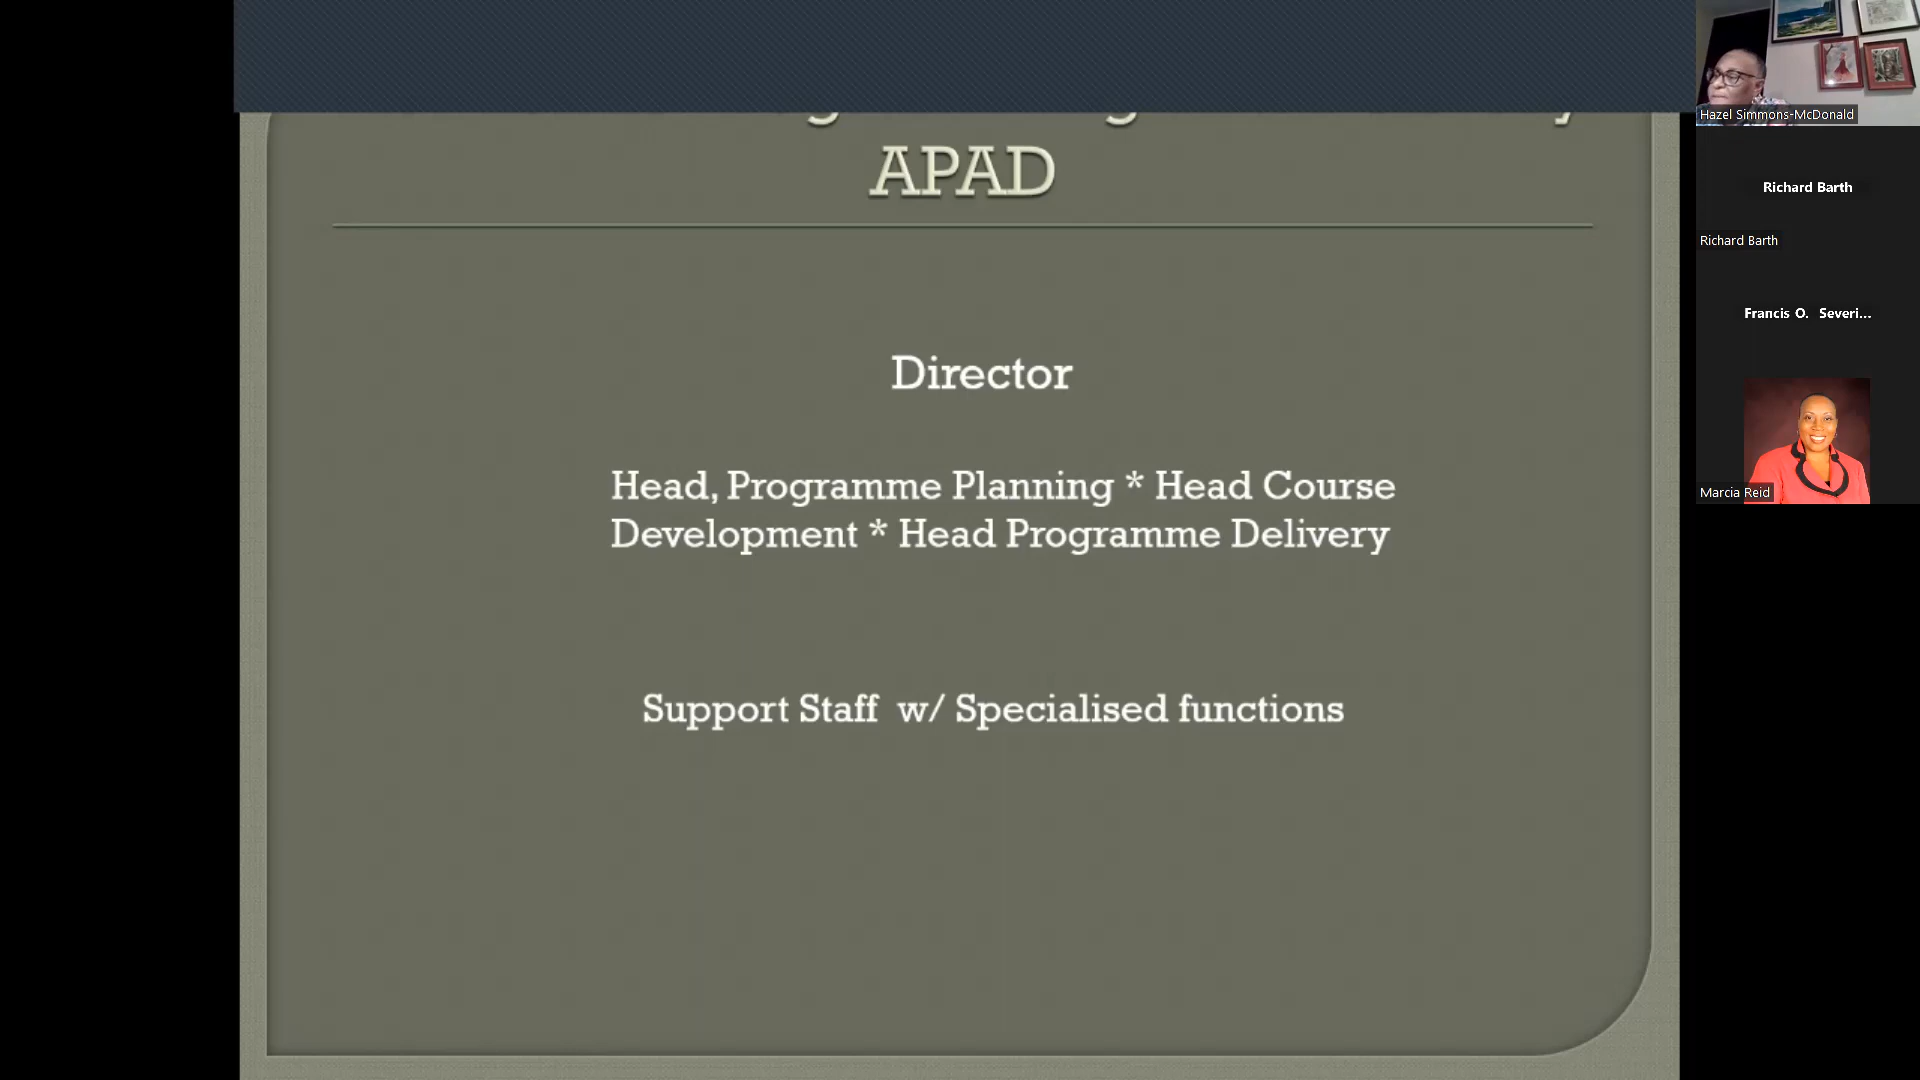 APAD
Director
Head, Programme Planning * Head Course
Development * Head Programme Delivery
Support Staff w/ Specialised functions
Hazel Simmons-McDonald
Richard Barth
Richard Barth
Francis O. Severi...
Marcia Reid